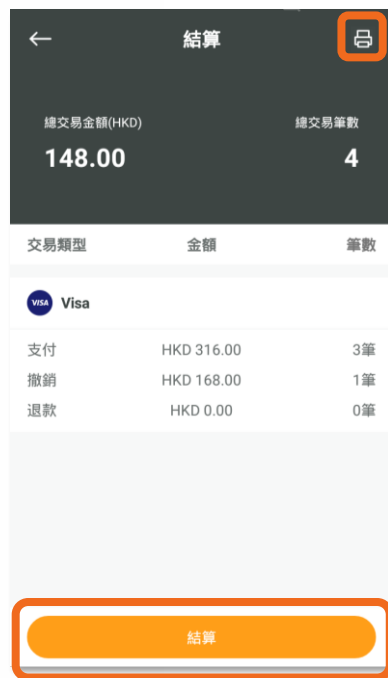 結算
總交易金額(HKD) 總交易筆數
148.00 4
交易類型 金額 筆數
VISA Visa
支付 HKD 316.00 3筆
撤銷 HKD 168.00 1筆
退款 HKD 0.00 0筆
結算